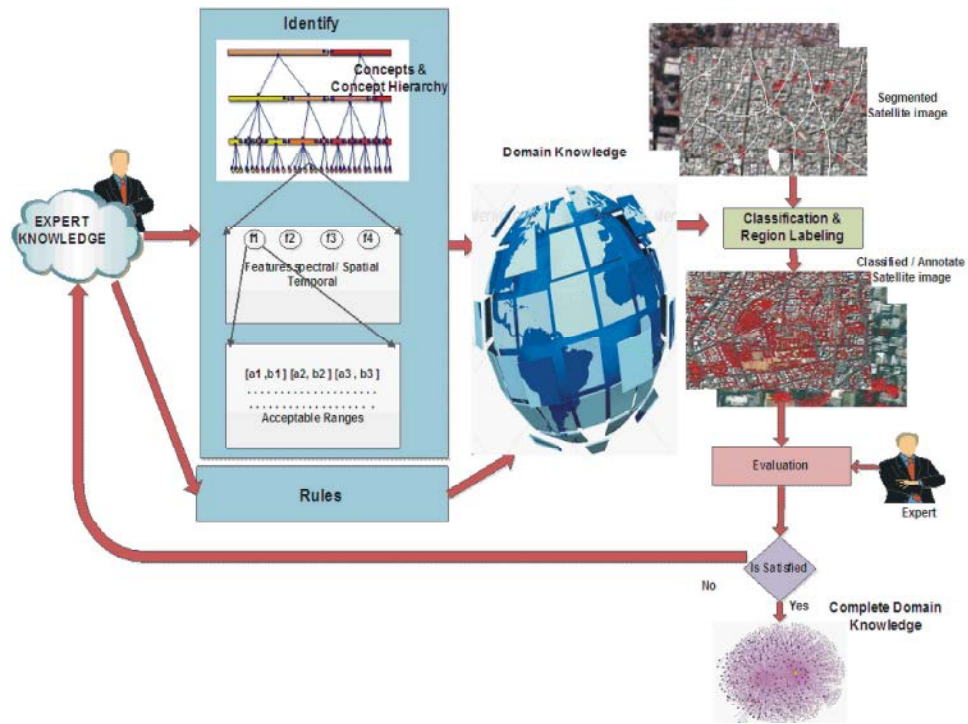 Identify
Concepts &
Concept Hierarchy
EXPERT
KNOWLEDGE
f1 f2 f3 f4
Features spectral/ Spatial
Temporal
[a1 ,b1] [a2, b2 ] [a3 , b3 ]
. . . . . . . . . . . . . . . . . .
. . . . . . . . . . . . . . . . . .
Acceptable Ranges
Rules
Domain Knowledge
Segmented
Satellite image
Classification &
Region Labeling
Classified / Annotate
Satellite image
Evaluation
Expert
Is Satisfied
No
Yes
Complete Domain
Knowledge